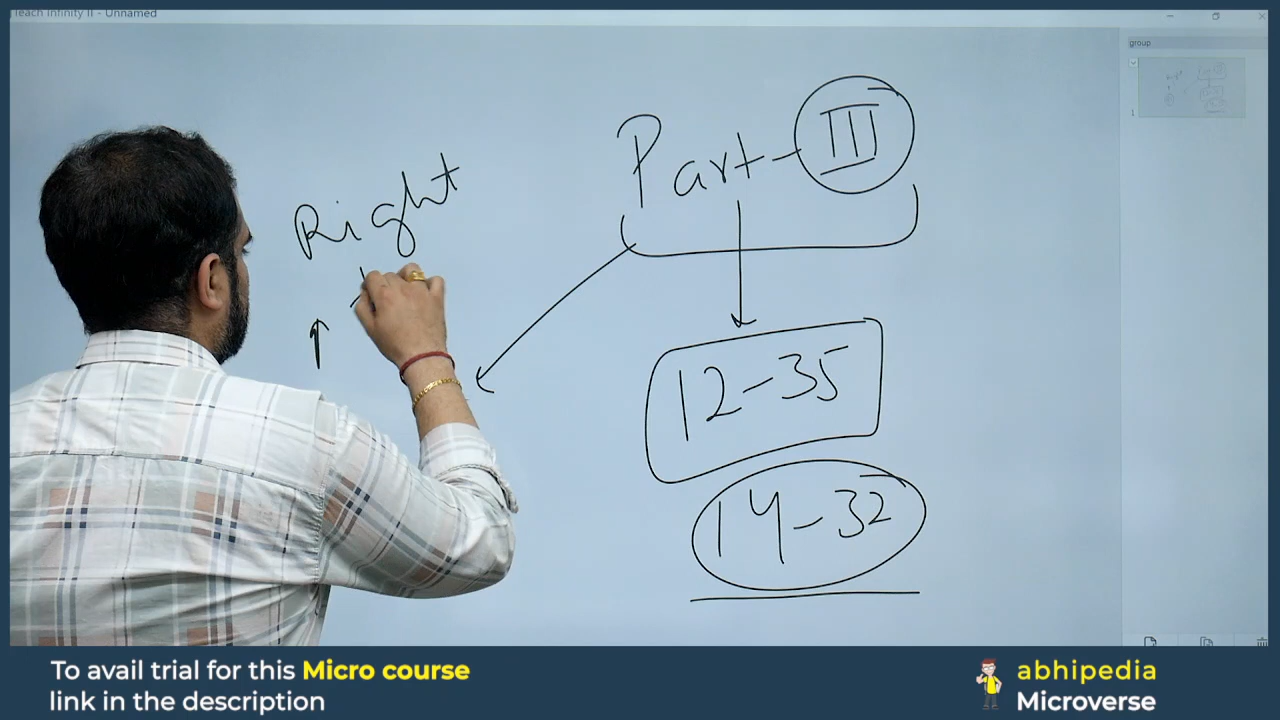 Teach Infinity II - Unnamed
group
1
Part-III
Right
12-35
14-32
To avail trial for this Micro course
link in the description
abhipedia
Microverse